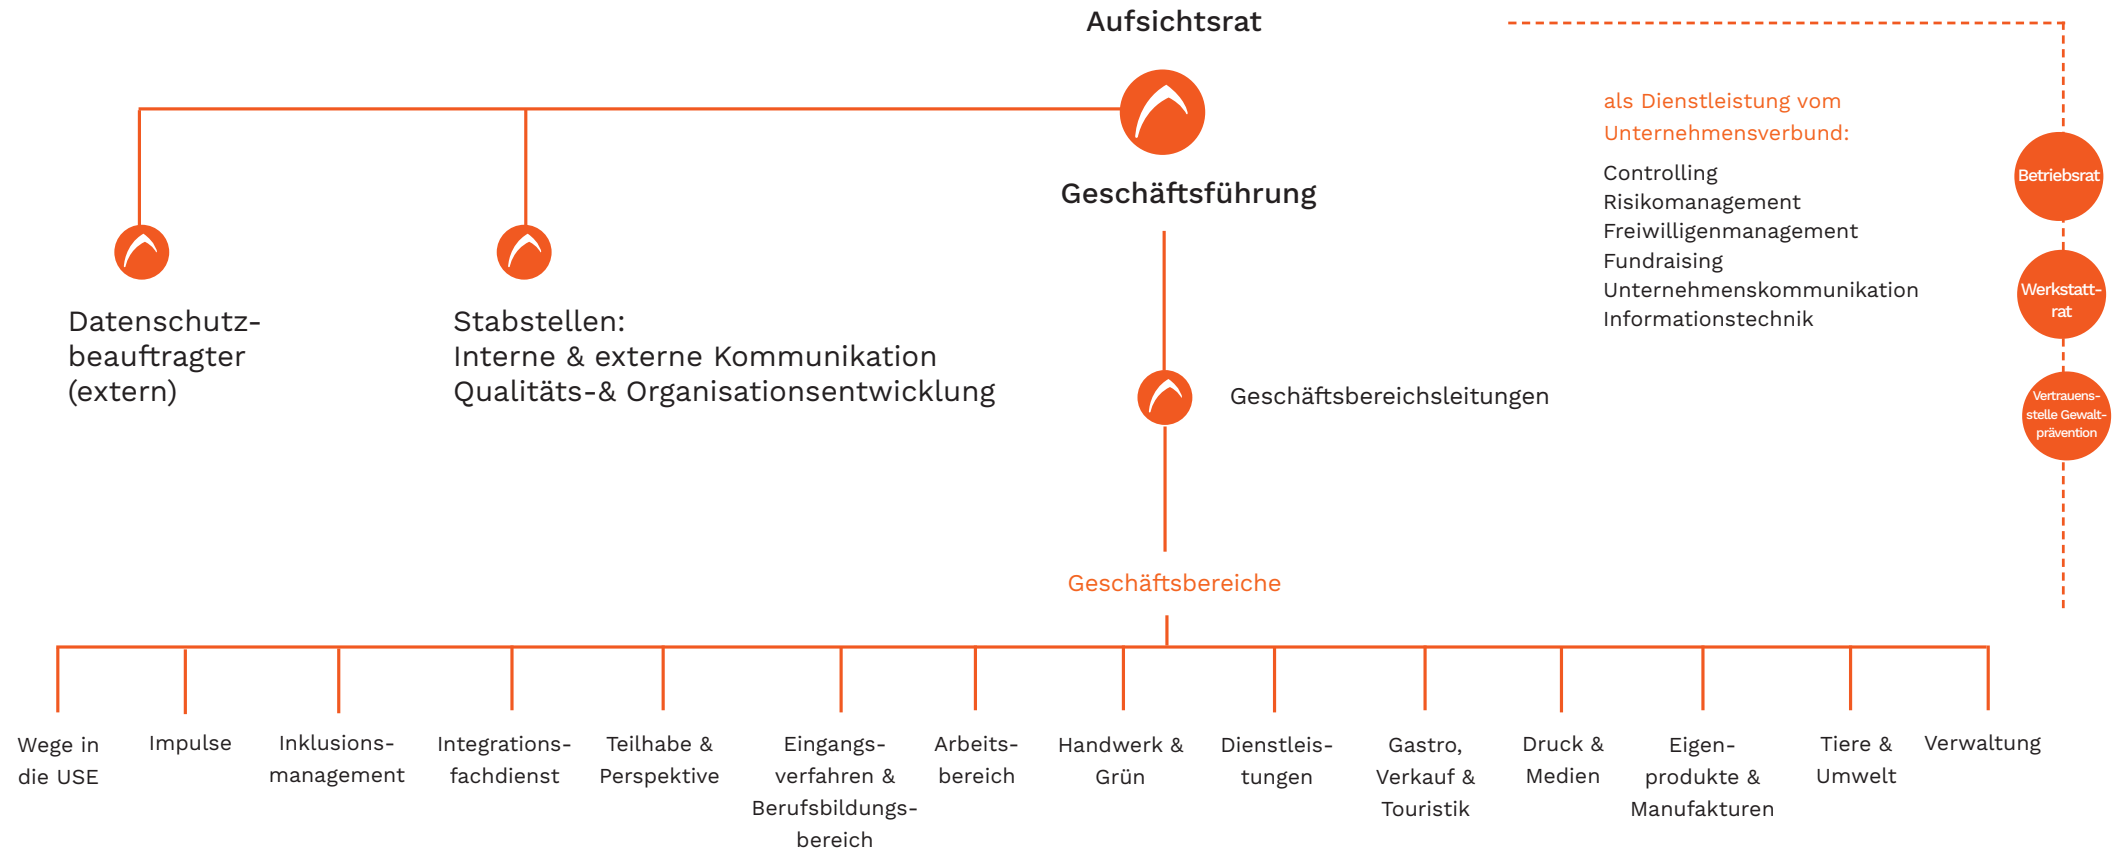 Aufsichtsrat
Geschäftsführung
als Dienstleistung vom
Unternehmensverbund:
Controlling
Risikomanagement
Freiwilligenmanagement
Fundraising
Unternehmenskommunikation
Informationstechnik
Betriebsrat
Werkstatt-
rat
Vertrauens-
stelle Gewalt-
prävention
Datenschutz-
beauftragter
(extern)
Stabstellen:
Interne & externe Kommunikation
Qualitäts-& Organisationsentwicklung
Geschäftsbereichsleitungen
Geschäftsbereiche
Wege in
die USE
Impulse
Inklusions-
management
Integrations-
fachdienst
Teilhabe &
Perspektive
Eingangs-
verfahren &
Berufsbildungs-
bereich
Arbeits-
bereich
Handwerk &
Grün
Dienstleis-
tungen
Gastro,
Verkauf &
Touristik
Druck &
Medien
Eigen-
produkte &
Manufakturen
Tiere &
Umwelt
Verwaltung